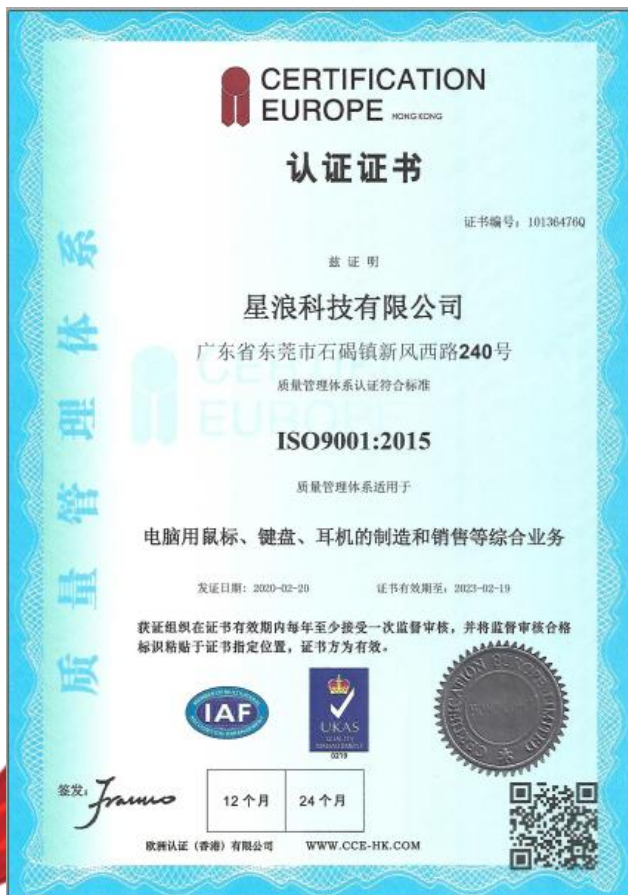 CERTIFICATION
EUROPE HONG KONG
认证证书
证书编号：10136476Q
兹 证 明
星浪科技有限公司
广东省东莞市石碣镇新风西路240号
质量管理体系认证符合标准
ISO9001:2015
质量管理体系适用于
电脑用鼠标、键盘、耳机的制造和销售等综合业务
发证日期：2020-02-20 证书有效期至：2023-02-19
获证组织在证书有效期内每年至少接受一次监督审核，并将监督审核合格
标识粘贴于证书指定位置，证书方为有效。
质量管理体系
IAF
UKAS
QUALITY
MANAGEMENT
0219
CERTIFICATION EUROPE LIMITED
签发：
12 个月 24 个月
欧洲认证（香港）有限公司 WWW.CCE-HK.COM